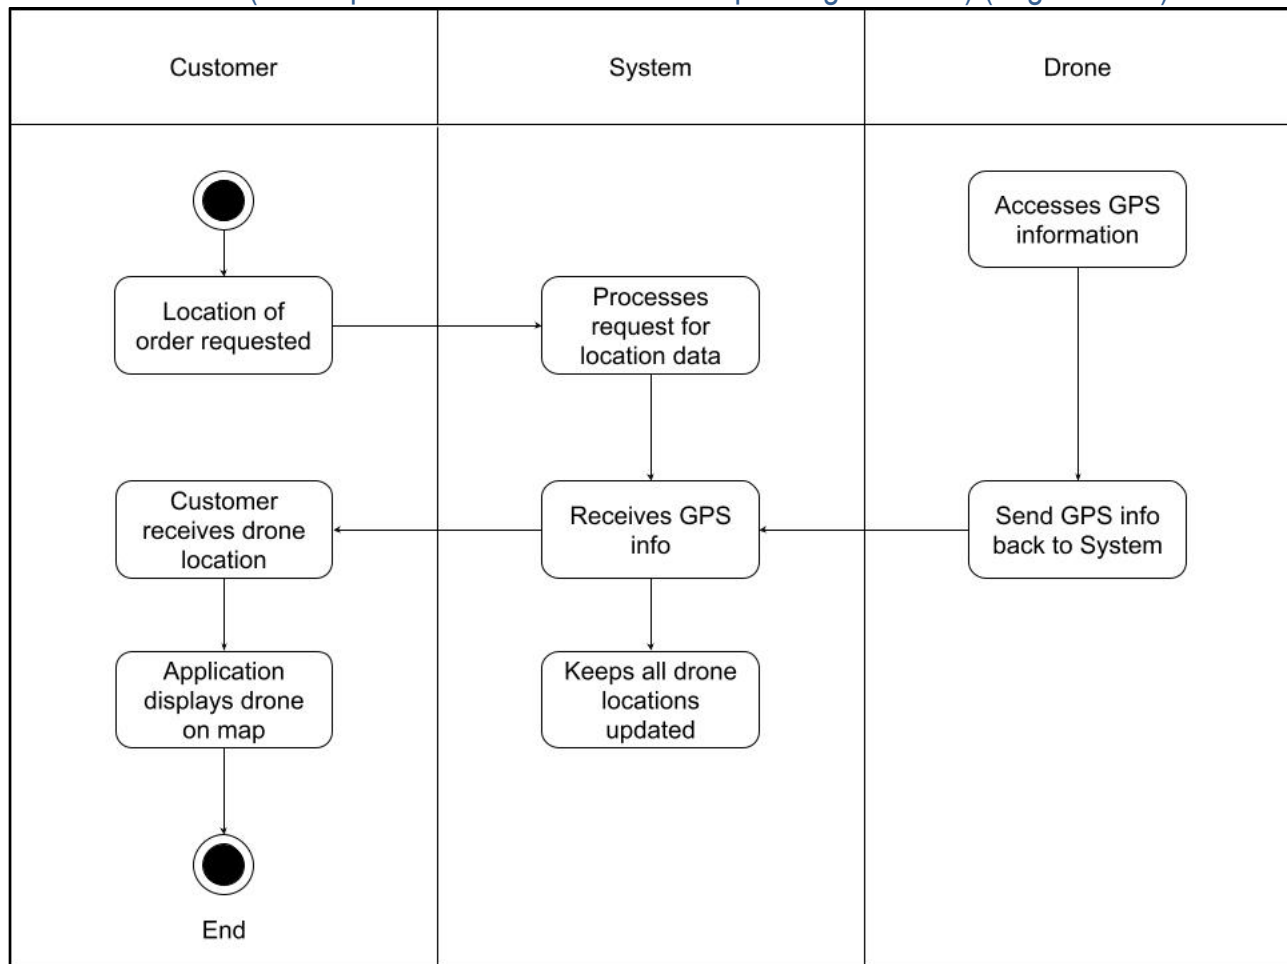 Customer
System
Drone
Accesses GPS
information
Location of
order requested
Processes
request for
location data
Customer
receives drone
location
Receives GPS
info
Send GPS info
back to System
Application
displays drone
on map
Keeps all drone
locations
updated
End